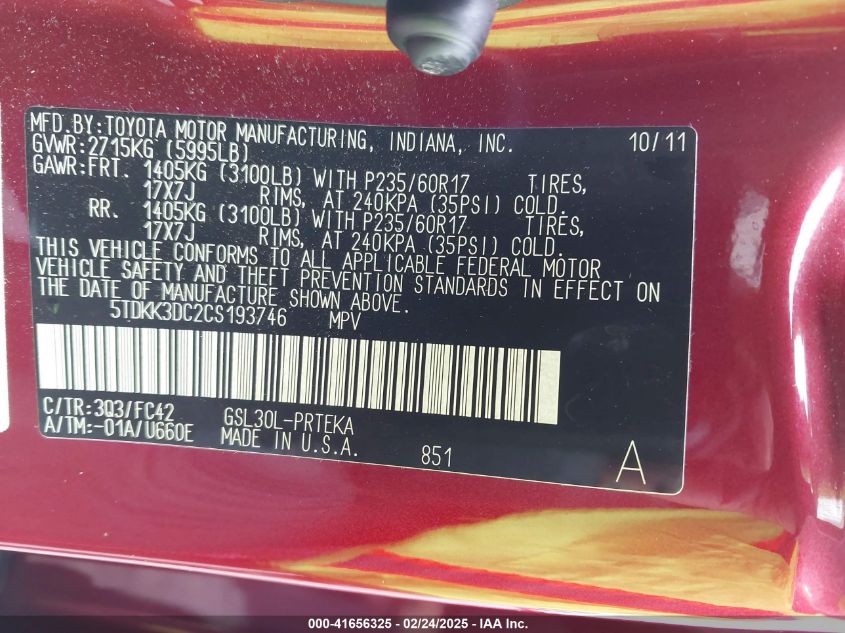 MFD.BY:TOYOTA MOTOR MANUFACTURING, INDIANA, INC. 10/11
GVWR:2715KG (5995LB)
GAWR:FRT. 1405KG (3100LB) WITH P235/60R17 TIRES,
17X7J RIMS, AT 240KPA (35PSI) COLD.
RR. 1405KG (3100LB) WITH P235/60R17 TIRES,
17X7J RIMS, AT 240KPA (35PSI) COLD.
THIS VEHICLE CONFORMS TO ALL APPLICABLE FEDERAL MOTOR
VEHICLE SAFETY AND THEFT PREVENTION STANDARDS IN EFFECT ON
THE DATE OF MANUFACTURE SHOWN ABOVE.
5TDKK3DC2CS193746 MPV
C/TR:3Q3/FC42 GSL30L-PRTEKA
A/TM:-01A/U660E MADE IN U.S.A. 851 A
000-41656325 - 02/24/2025 - IAA Inc.